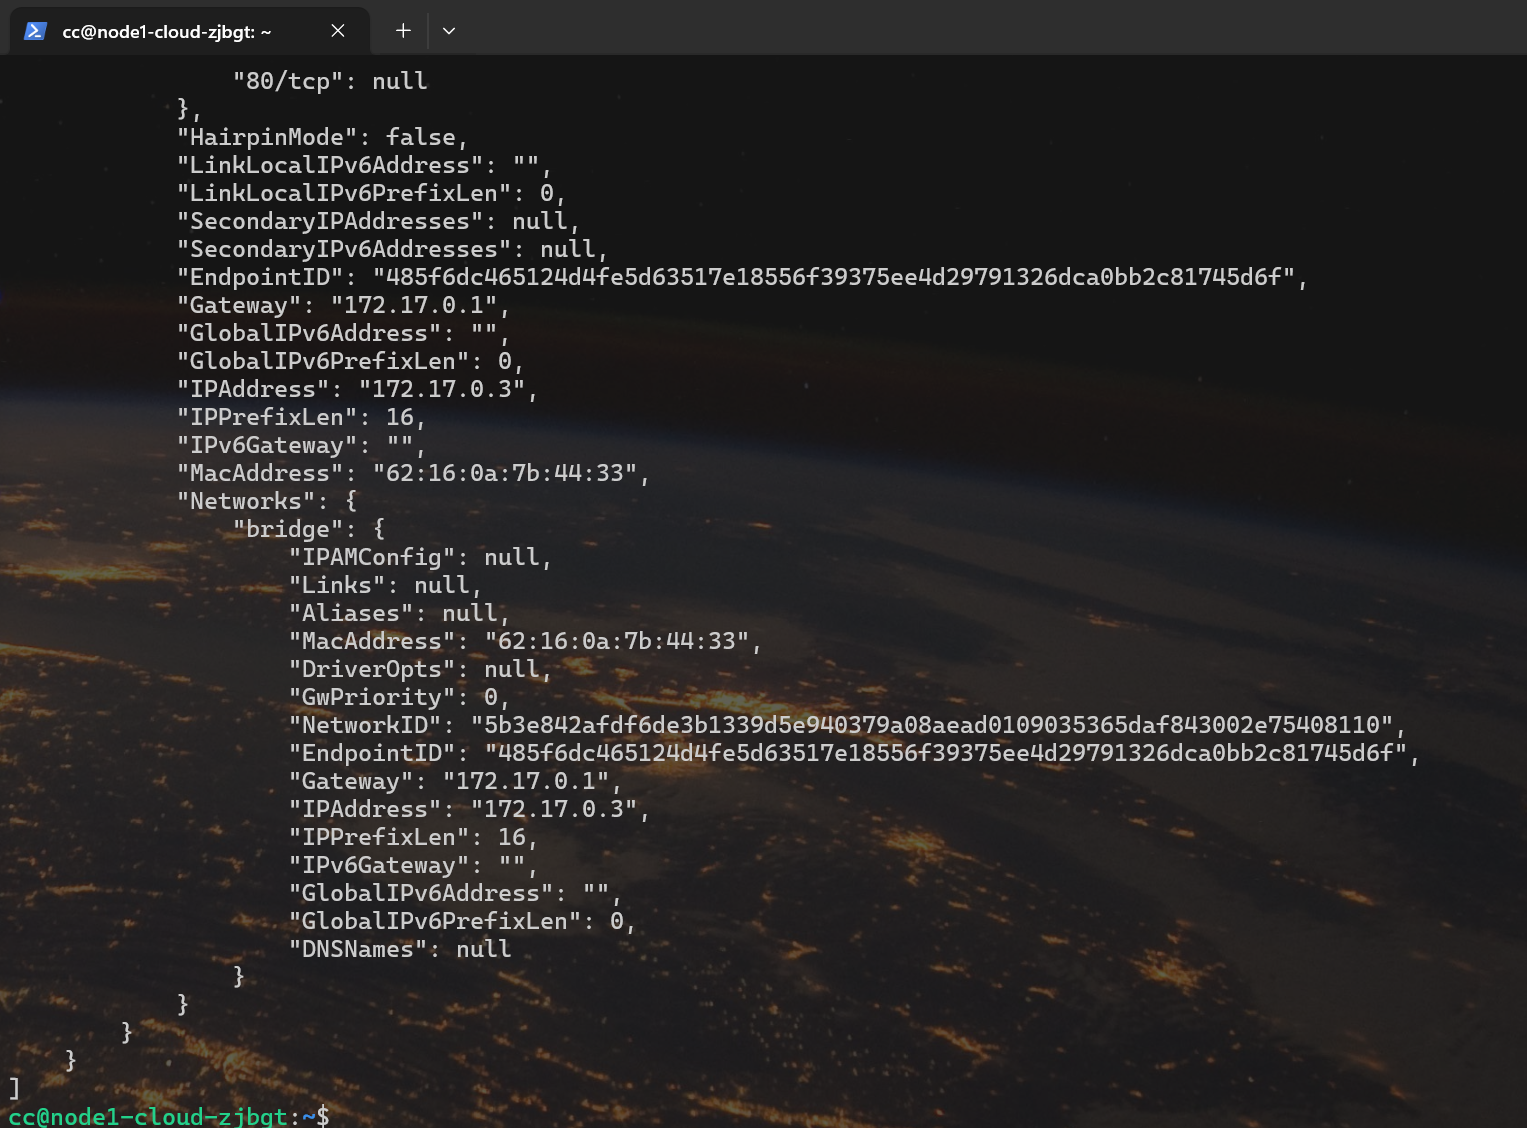 cc@node1-cloud-zjbgt: ~
"80/tcp": null
},
"HairpinMode": false,
"LinkLocalIPv6Address": "",
"LinkLocalIPv6PrefixLen": 0,
"SecondaryIPAddresses": null,
"SecondaryIPv6Addresses": null,
"EndpointID": "485f6dc465124d4fe5d63517e18556f39375ee4d29791326dca0bb2c81745d6f",
"Gateway": "172.17.0.1",
"GlobalIPv6Address": "",
"GlobalIPv6PrefixLen": 0,
"IPAddress": "172.17.0.3",
"IPPrefixLen": 16,
"IPv6Gateway": "",
"MacAddress": "62:16:0a:7b:44:33",
"Networks": {
"bridge": {
"IPAMConfig": null,
"Links": null,
"Aliases": null,
"MacAddress": "62:16:0a:7b:44:33",
"DriverOpts": null,
"GwPriority": 0,
"NetworkID": "5b3e842afdf6de3b1339d5e940379a08aead0109035365daf843002e75408110",
"EndpointID": "485f6dc465124d4fe5d63517e18556f39375ee4d29791326dca0bb2c81745d6f",
"Gateway": "172.17.0.1",
"IPAddress": "172.17.0.3",
"IPPrefixLen": 16,
"IPv6Gateway": "",
"GlobalIPv6Address": "",
"GlobalIPv6PrefixLen": 0,
"DNSNames": null
}
}
}
}
]
cc@node1-cloud-zjbgt:~$